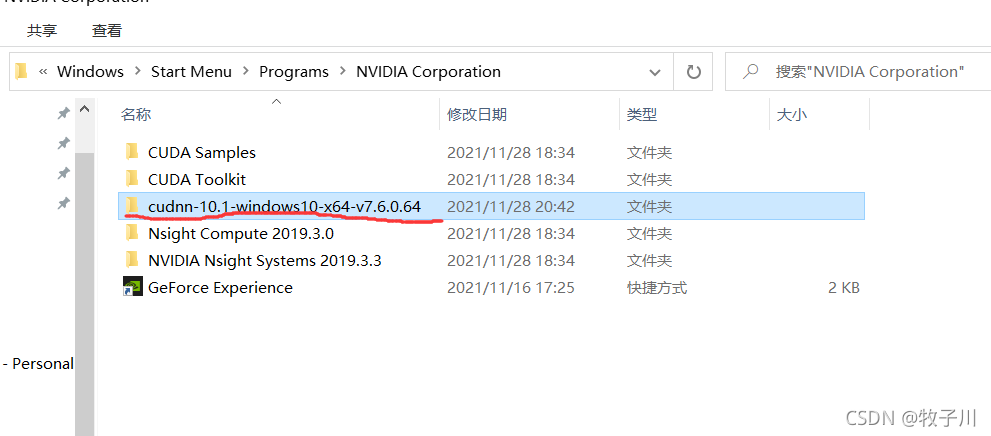 共享 查看
« Windows > Start Menu > Programs > NVIDIA Corporation 搜索"NVIDIA Corporation"
名称 修改日期 类型 大小
CUDA Samples 2021/11/28 18:34 文件夹
CUDA Toolkit 2021/11/28 18:34 文件夹
cudnn-10.1-windows10-x64-v7.6.0.64 2021/11/28 20:42 文件夹
Nsight Compute 2019.3.0 2021/11/28 18:34 文件夹
NVIDIA Nsight Systems 2019.3.3 2021/11/28 18:34 文件夹
GeForce Experience 2021/11/16 17:25 快捷方式 2 KB
- Personal
CSDN @牧子川